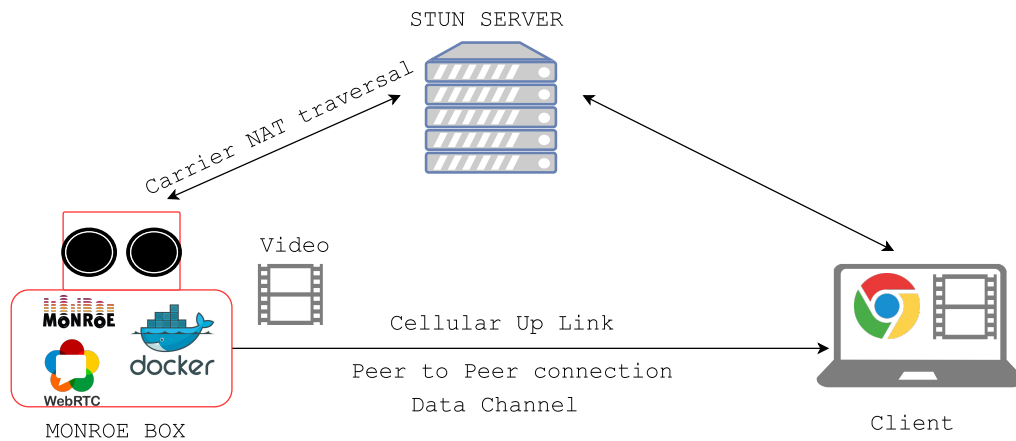 STUN SERVER
Carrier NAT traversal
Video
MONROE
docker
WebRTC
Cellular Up Link
Peer to Peer connection
Data Channel
MONROE BOX
Client